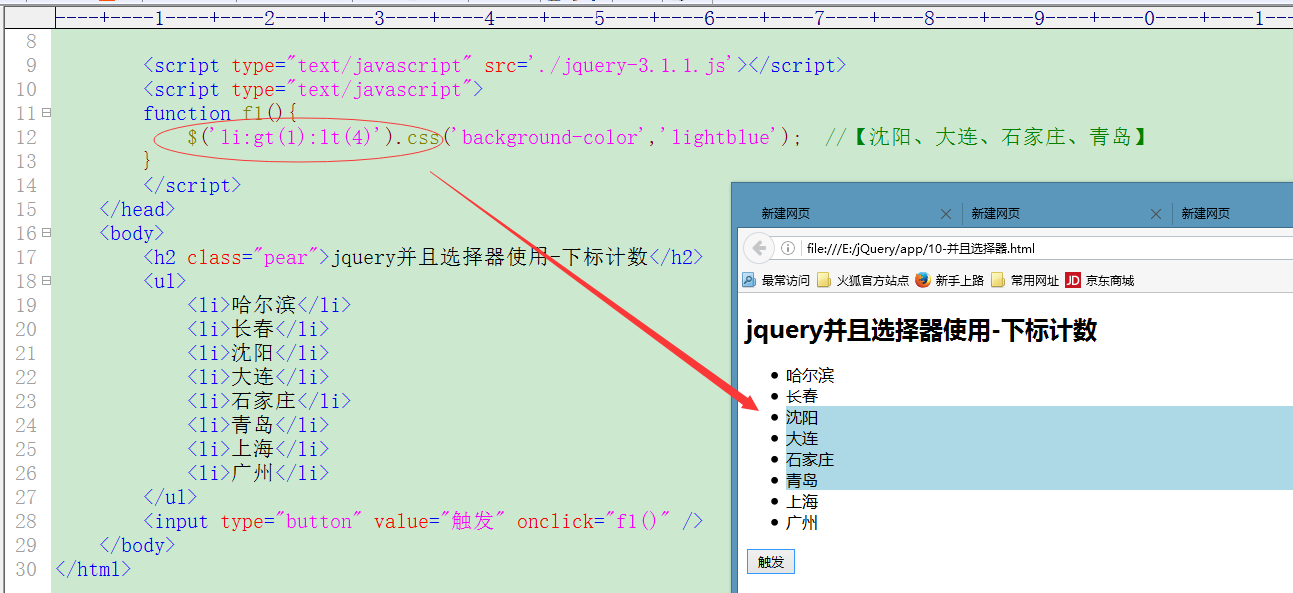 ----+----1----+----2----+----3----+----4----+----5----+----6----+----7----+----8----+----9----+----0----+----1--
8
9 <script type="text/javascript" src='./jquery-3.1.1.js'></script>
10 <script type="text/javascript">
11 function f1(){
12 $('li:gt(1):lt(4)').css('background-color','lightblue'); //【沈阳、大连、石家庄、青岛】
13 }
14 </script>
15 </head>
16 <body>
17 <h2 class="pear">jquery并且选择器使用-下标计数</h2>
18 <ul>
19 <li>哈尔滨</li>
20 <li>长春</li>
21 <li>沈阳</li>
22 <li>大连</li>
23 <li>石家庄</li>
24 <li>青岛</li>
25 <li>上海</li>
26 <li>广州</li>
27 </ul>
28 <input type="button" value="触发" onclick="f1()" />
29 </body>
30 </html>
新建网页 新建网页 新建网页
file:///E:/jQuery/app/10-并且选择器.html
最常访问 火狐官方站点 新手上路 常用网址 JD 京东商城
jquery并且选择器使用-下标计数
哈尔滨
长春
沈阳
大连
石家庄
青岛
上海
广州
触发